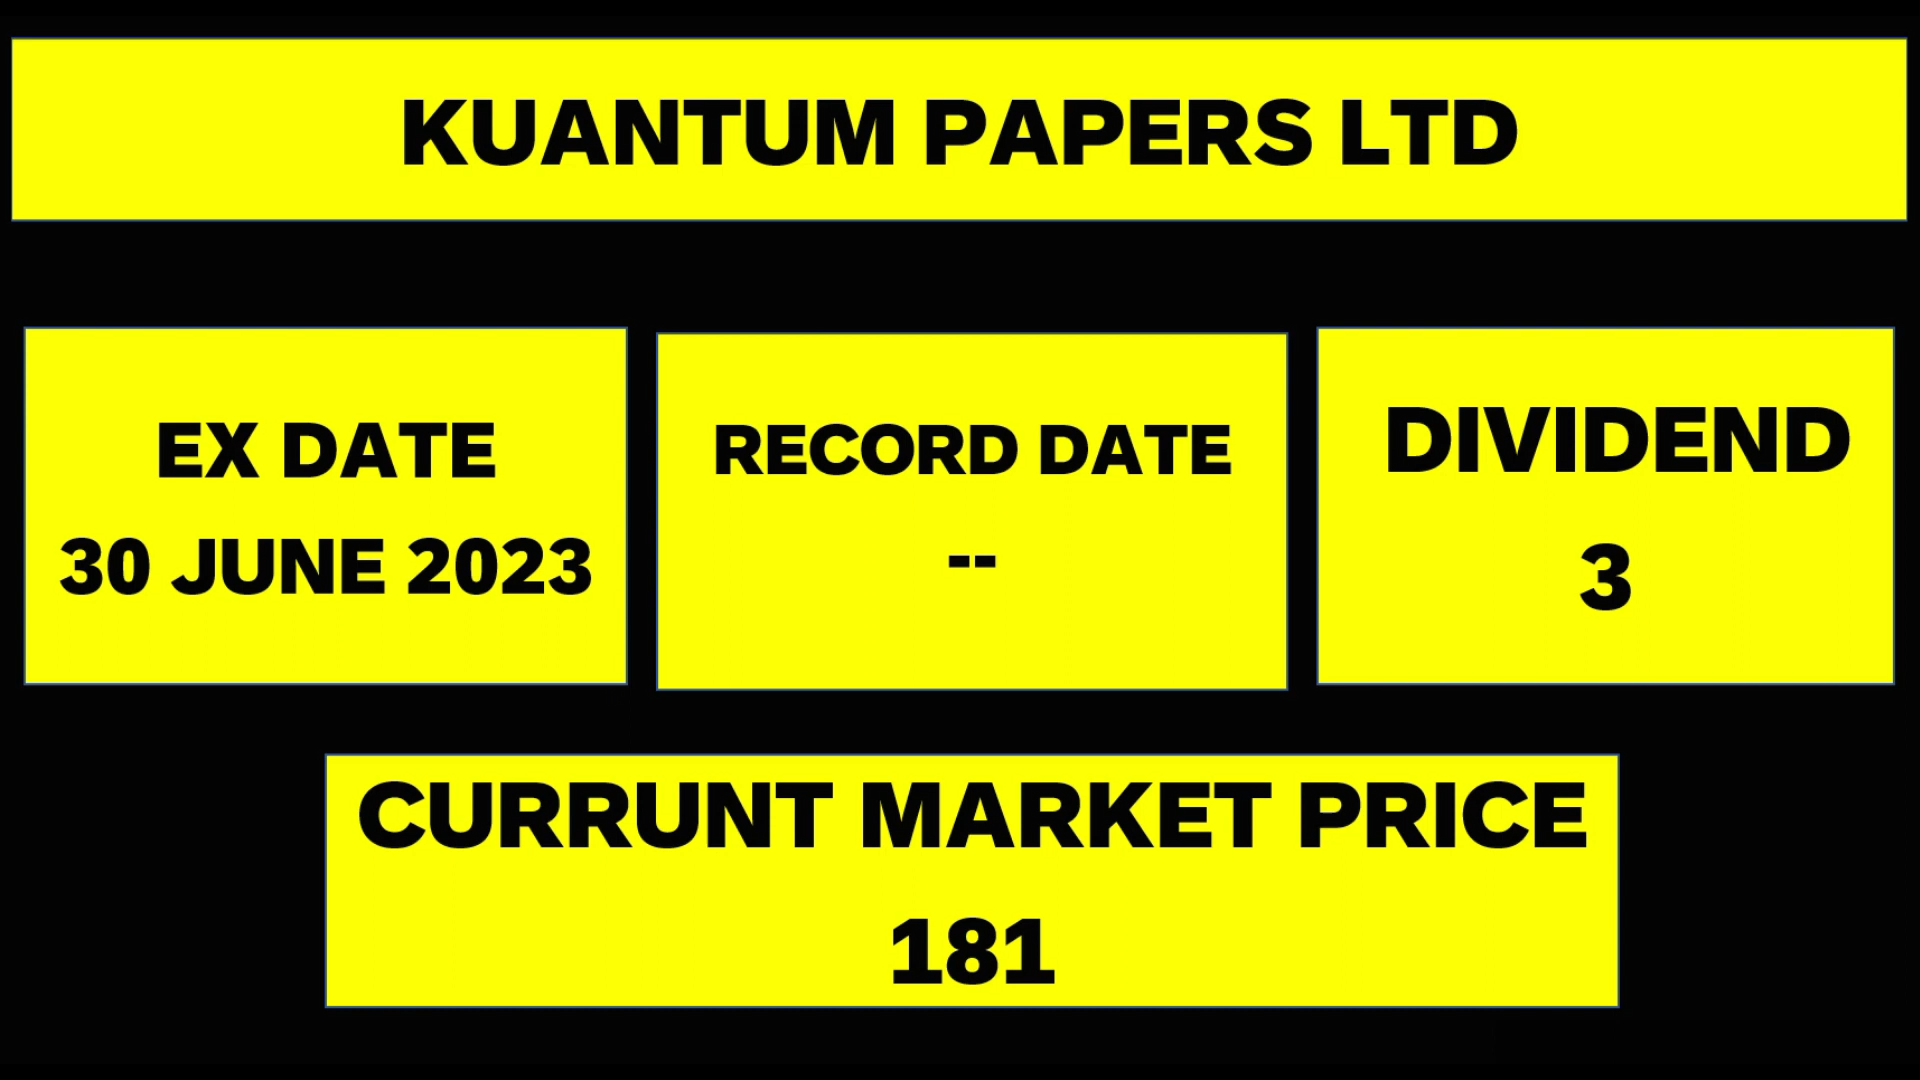 KUANTUM PAPERS LTD
EX DATE
30 JUNE 2023
RECORD DATE
--
DIVIDEND
3
CURRUNT MARKET PRICE
181